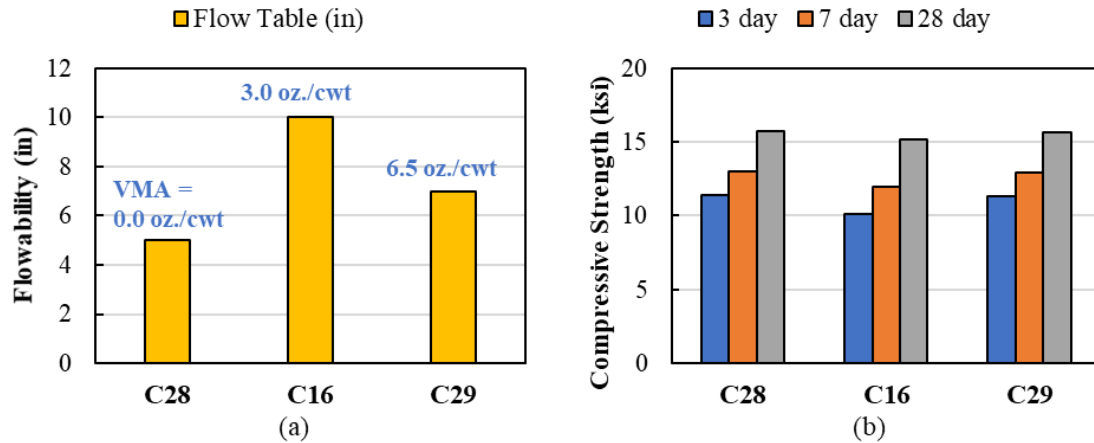 Flow Table (in)
Flowability (in)
12
10
8
6
4
2
0
VMA =
0.0 oz./cwt
3.0 oz./cwt
6.5 oz./cwt
C28 C16 C29
(a)
3 day 7 day 28 day
Compressive Strength (ksi)
20
15
10
5
0
C28 C16 C29
(b)